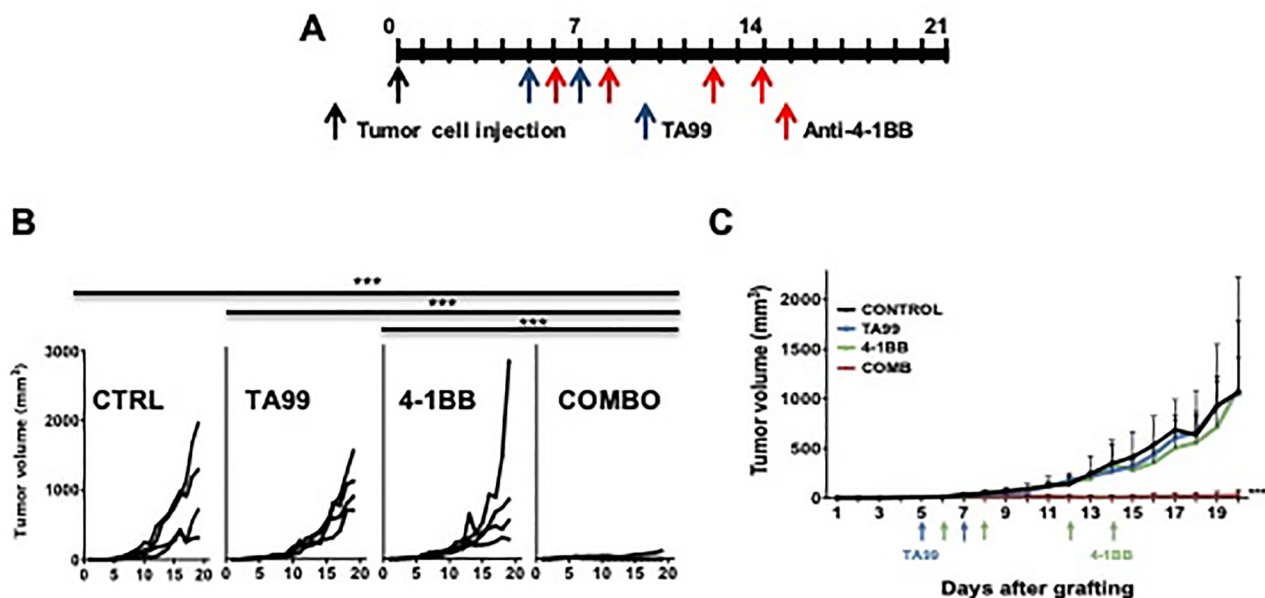 A
0 7 14 21
Tumor cell injection TA99 Anti-4-1BB
B
***
***
***
Tumor volume (mm³)
3000
2000
1000
0
CTRL TA99 4-1BB COMBO
0 5 10 15 20 0 5 10 15 20 0 5 10 15 20 0 5 10 15 20
C
Tumor volume (mm³)
2000
1500
1000
500
0
CONTROL
TA99
4-1BB
COMB
***
1 3 5 7 9 11 13 15 17 19
TA99 4-1BB
Days after grafting